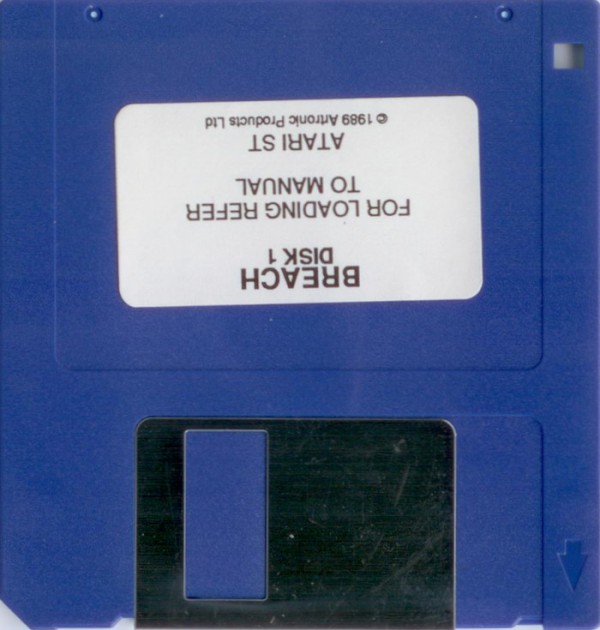 BREACH
DISK 1
FOR LOADING REFER
TO MANUAL
ATARI ST
© 1989 Artronic Products Ltd